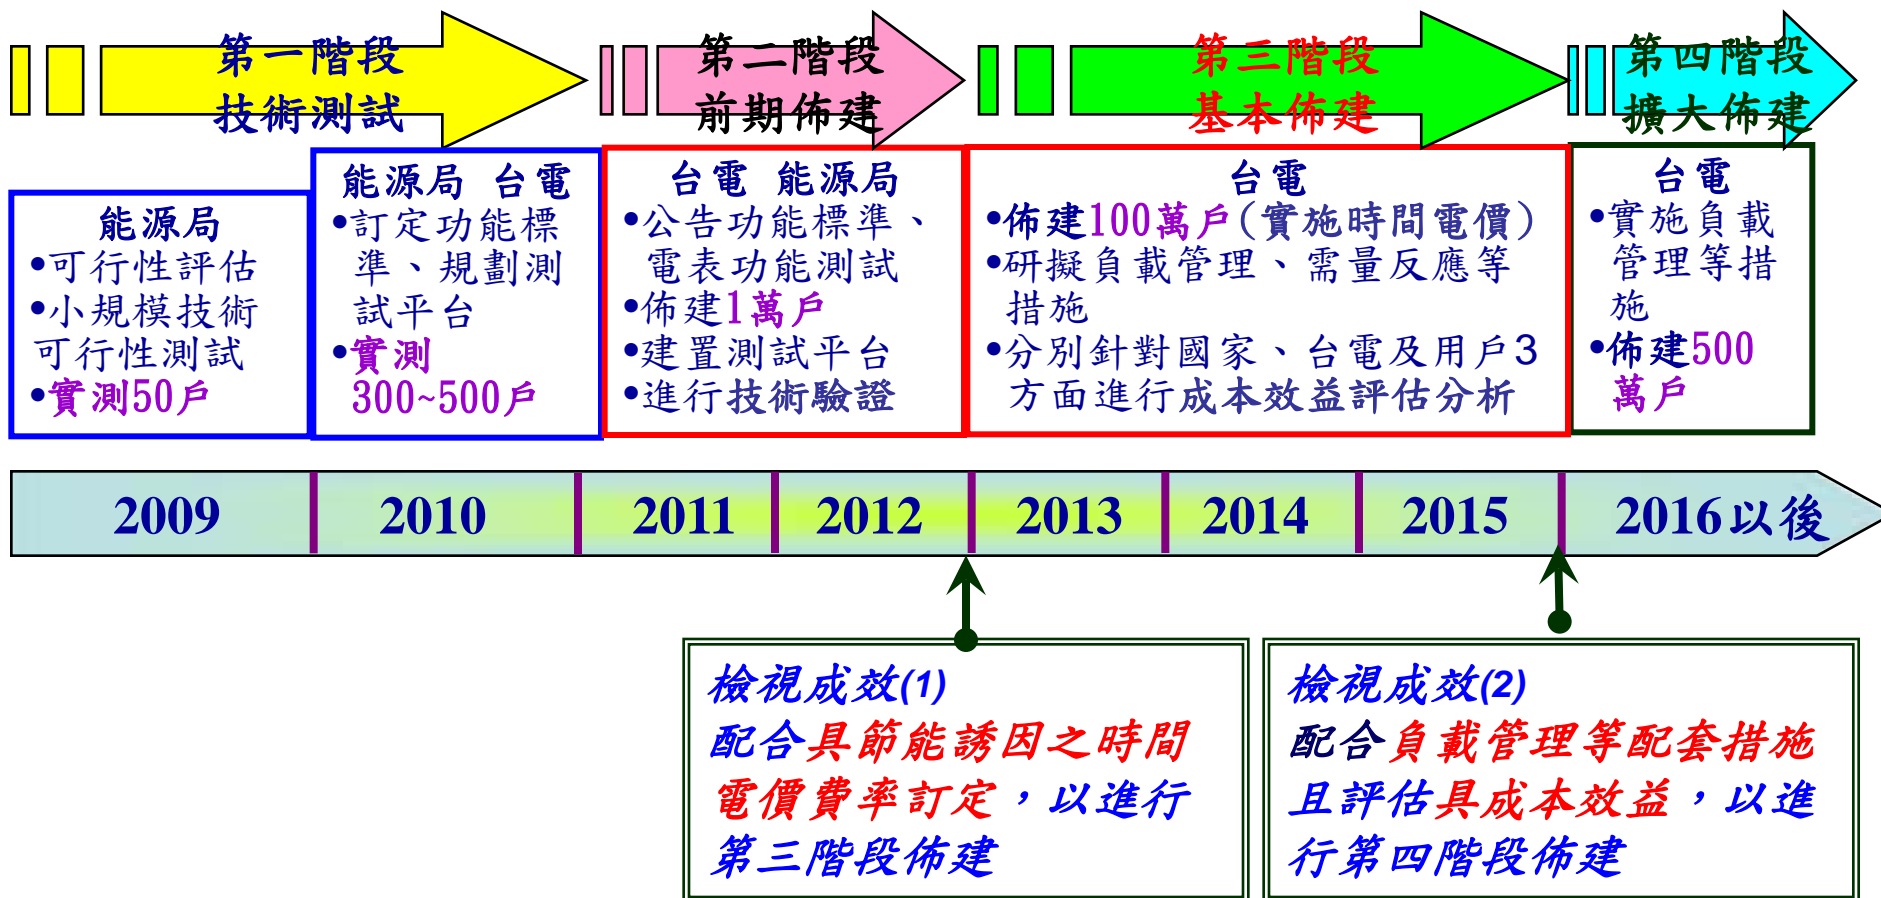 第一階段
技術測試
第二階段
前期佈建
第三階段
基本佈建
第四階段
擴大佈建
能源局
•可行性評估
•小規模技術
可行性測試
•實測50戶
能源局 台電
•訂定功能標
準、規劃測
試平台
•實測
300~500戶
台電 能源局
•公告功能標準、
電表功能測試
•佈建1萬戶
•建置測試平台
•進行技術驗證
台電
•佈建100萬戶(實施時間電價)
•研擬負載管理、需量反應等
措施
•分別針對國家、台電及用戶3
方面進行成本效益評估分析
台電
•實施負載
管理等措
施
•佈建500
萬戶
2009
2010
2011
2012
2013
2014
2015
2016以後
檢視成效(1)
配合具節能誘因之時間
電價費率訂定，以進行
第三階段佈建
檢視成效(2)
配合負載管理等配套措施
且評估具成本效益，以進
行第四階段佈建